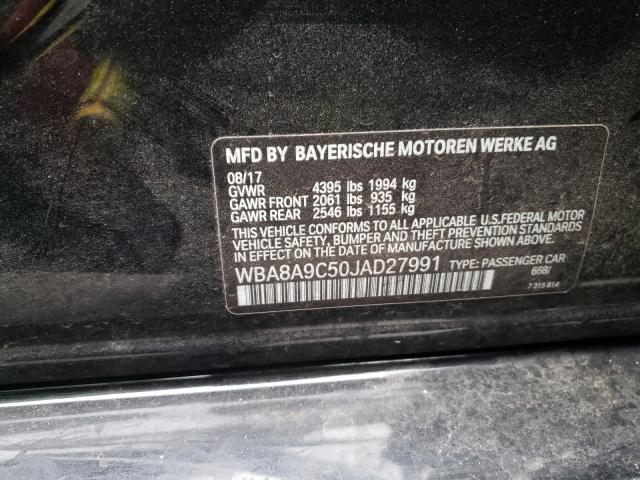 MFD BY BAYERISCHE MOTOREN WERKE AG
08/17
GVWR 4395 lbs 1994 kg
GAWR FRONT 2061 lbs 935 kg
GAWR REAR 2546 lbs 1155 kg
THIS VEHICLE CONFORMS TO ALL APPLICABLE U.S.FEDERAL MOTOR
VEHICLE SAFETY, BUMPER AND THEFT PREVENTION STANDARDS
IN EFFECT ON THE DATE OF MANUFACTURE SHOWN ABOVE.
WBA8A9C50JAD27991 TYPE: PASSENGER CAR
668/
7 315 814